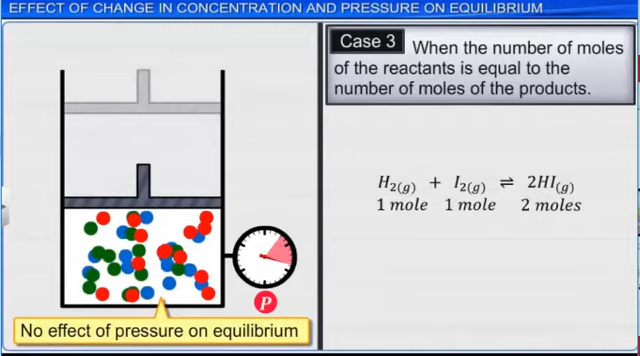 EFFECT OF CHANGE IN CONCENTRATION AND PRESSURE ON EQUILIBRIUM
Case 3 When the number of moles
of the reactants is equal to the
number of moles of the products.
H₂(g) + I₂(g) ⇌ 2HI(g)
1 mole 1 mole 2 moles
P
No effect of pressure on equilibrium